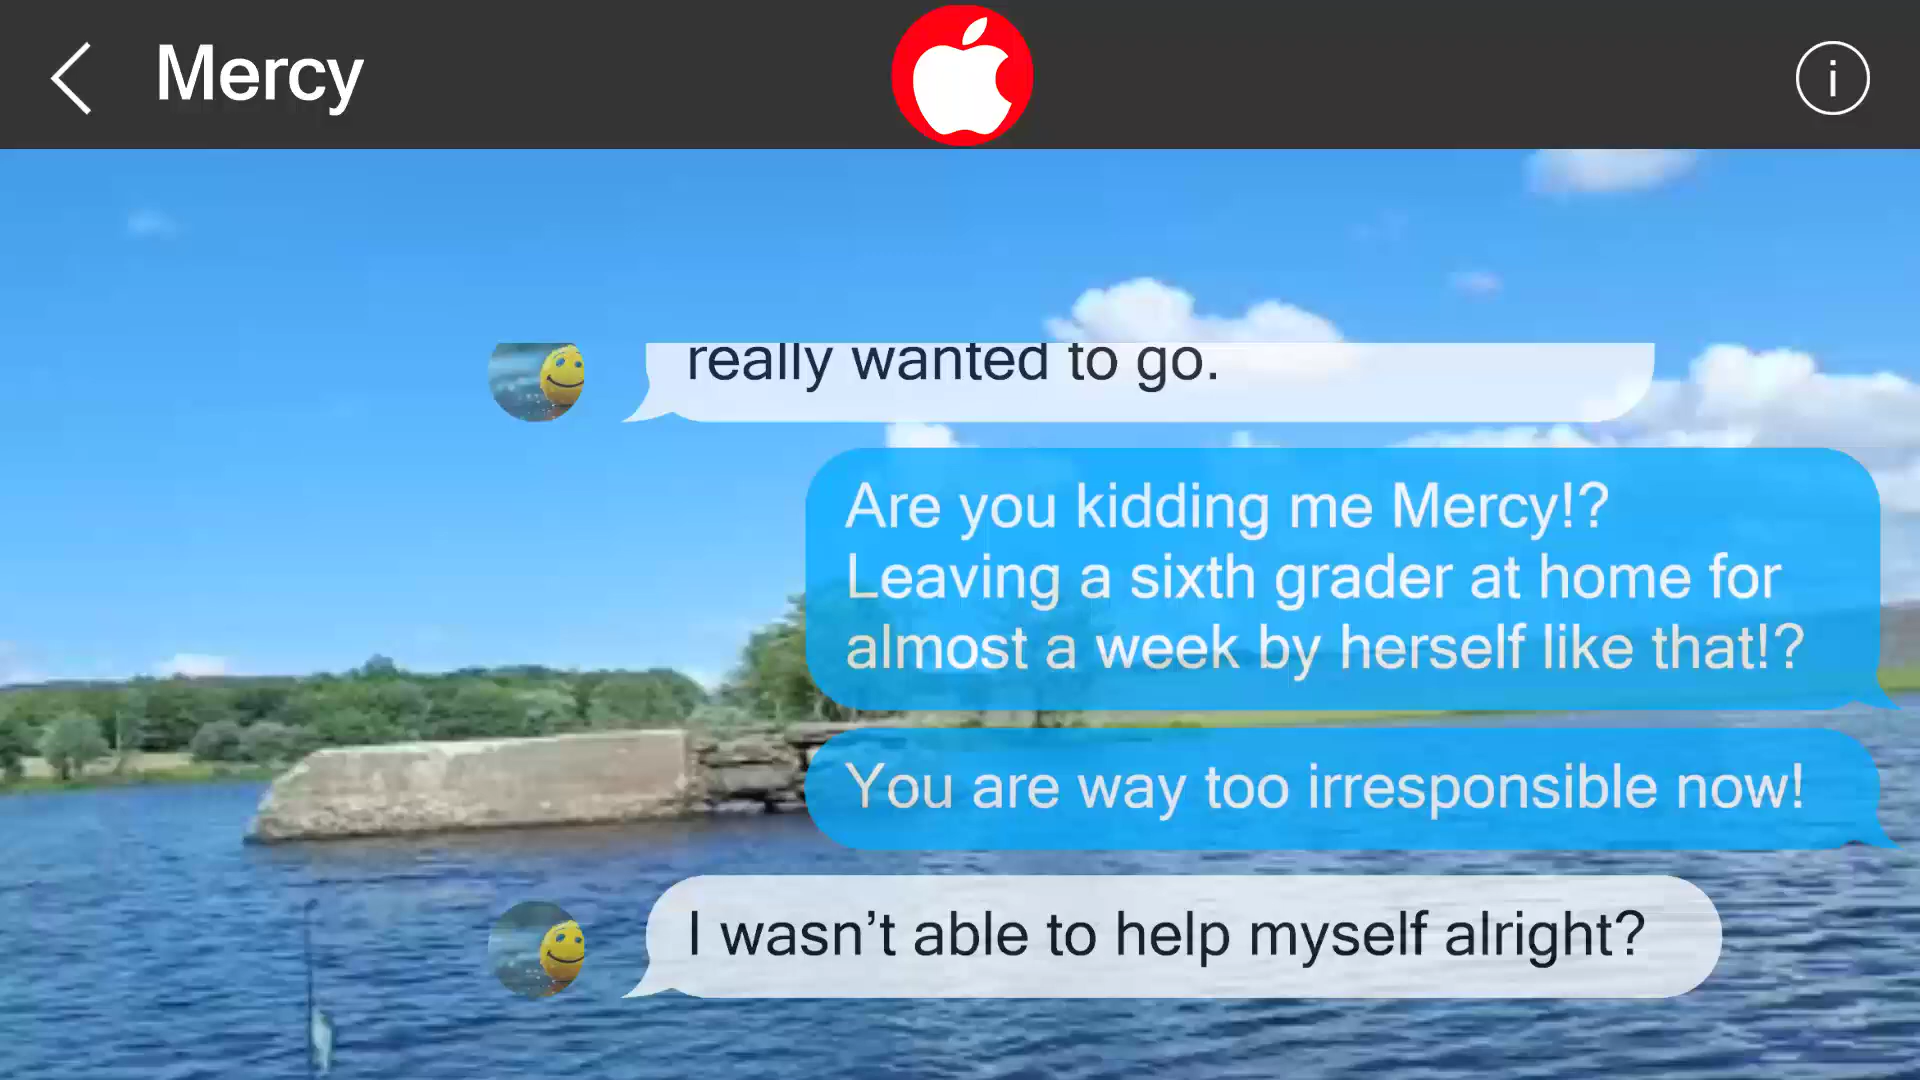 Mercy
really wanted to go.
Are you kidding me Mercy!?
Leaving a sixth grader at home for
almost a week by herself like that!?
You are way too irresponsible now!
I wasn’t able to help myself alright?